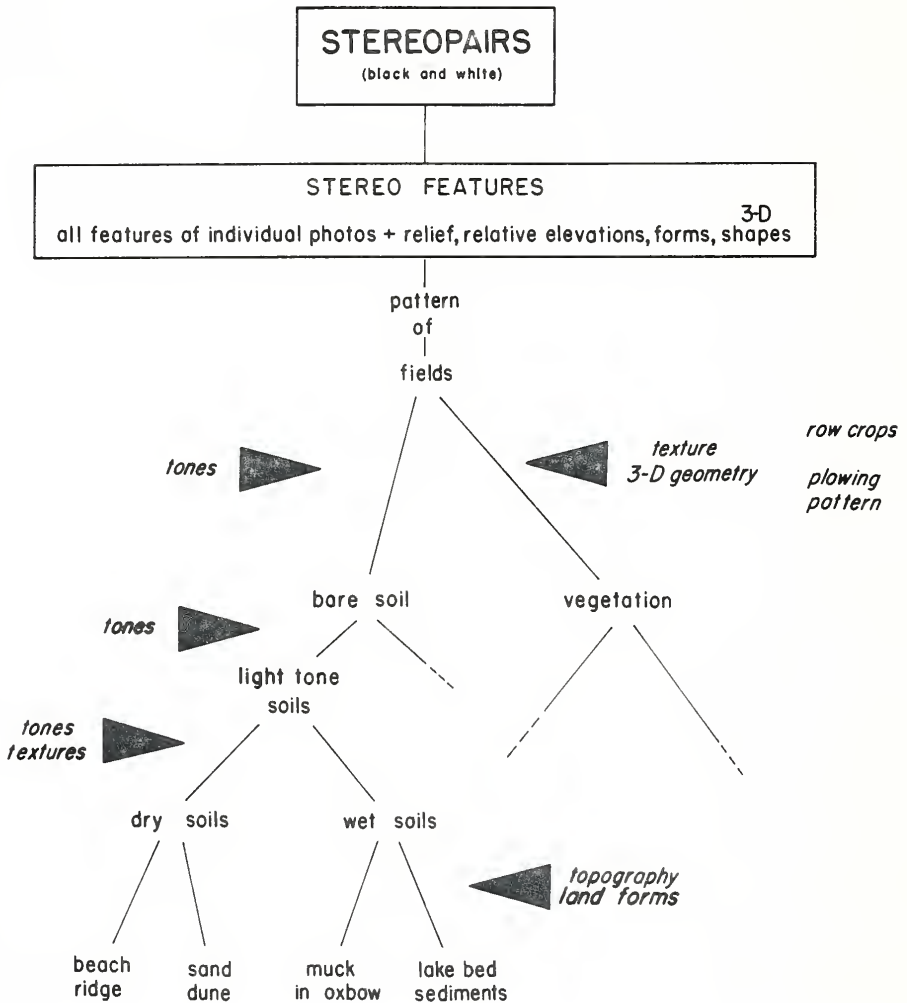 STEREOPAIRS
(black and white)
STEREO FEATURES
3-D
all features of individual photos + relief, relative elevations, forms, shapes
pattern
of
fields
tones
texture
3-D geometry
row crops
plowing
pattern
bare soil
vegetation
tones
light tone
soils
tones
textures
dry soils
wet soils
topography
land forms
beach
ridge
sand
dune
muck
in oxbow
lake bed
sediments